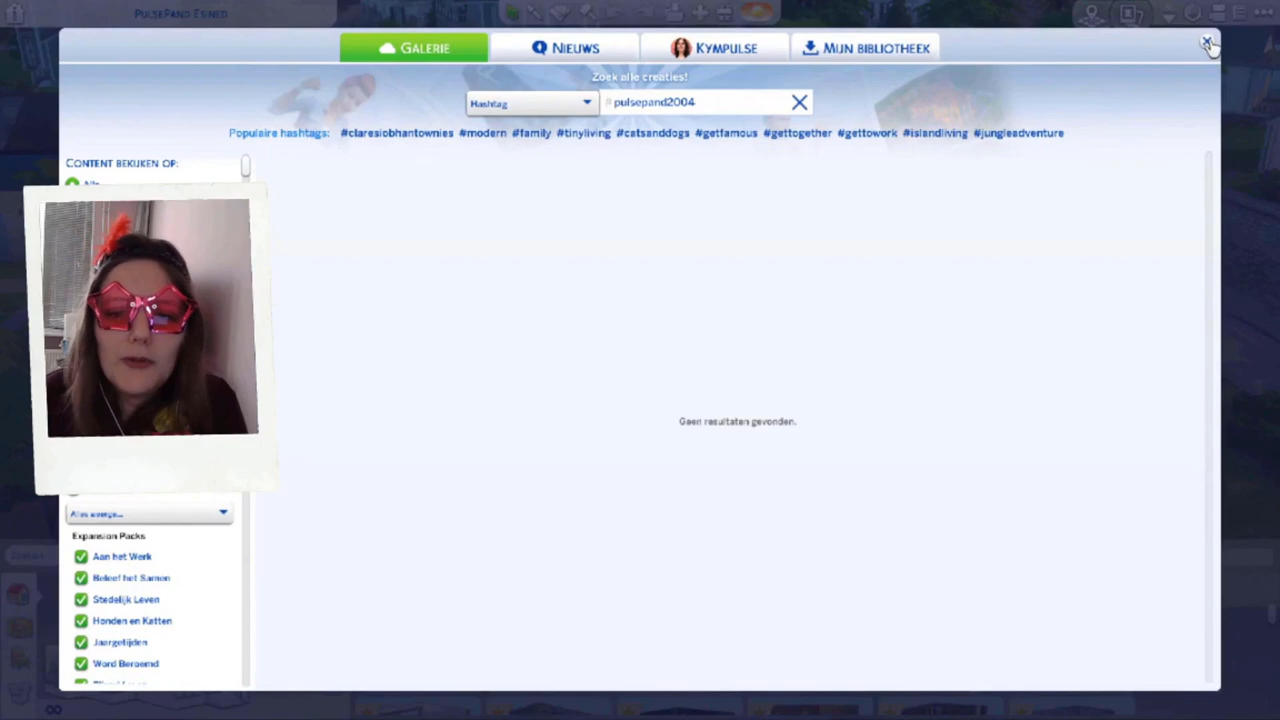 PulsePand Esined
Galerie
Nieuws
Kympulse
Mijn bibliotheek
Zoek alle creaties!
Hashtag
# pulsepand2004
Populaire hashtags: #claresiobhantownies #modern #family #tinyliving #catsanddogs #getfamous #gettogether #gettowork #islandliving #jungleadventure
Content bekijken op:
Geen resultaten gevonden.
Expansion Packs
Aan het Werk
Beleef het Samen
Stedelijk Leven
Honden en Katten
Jaargetijden
Word Beroemd